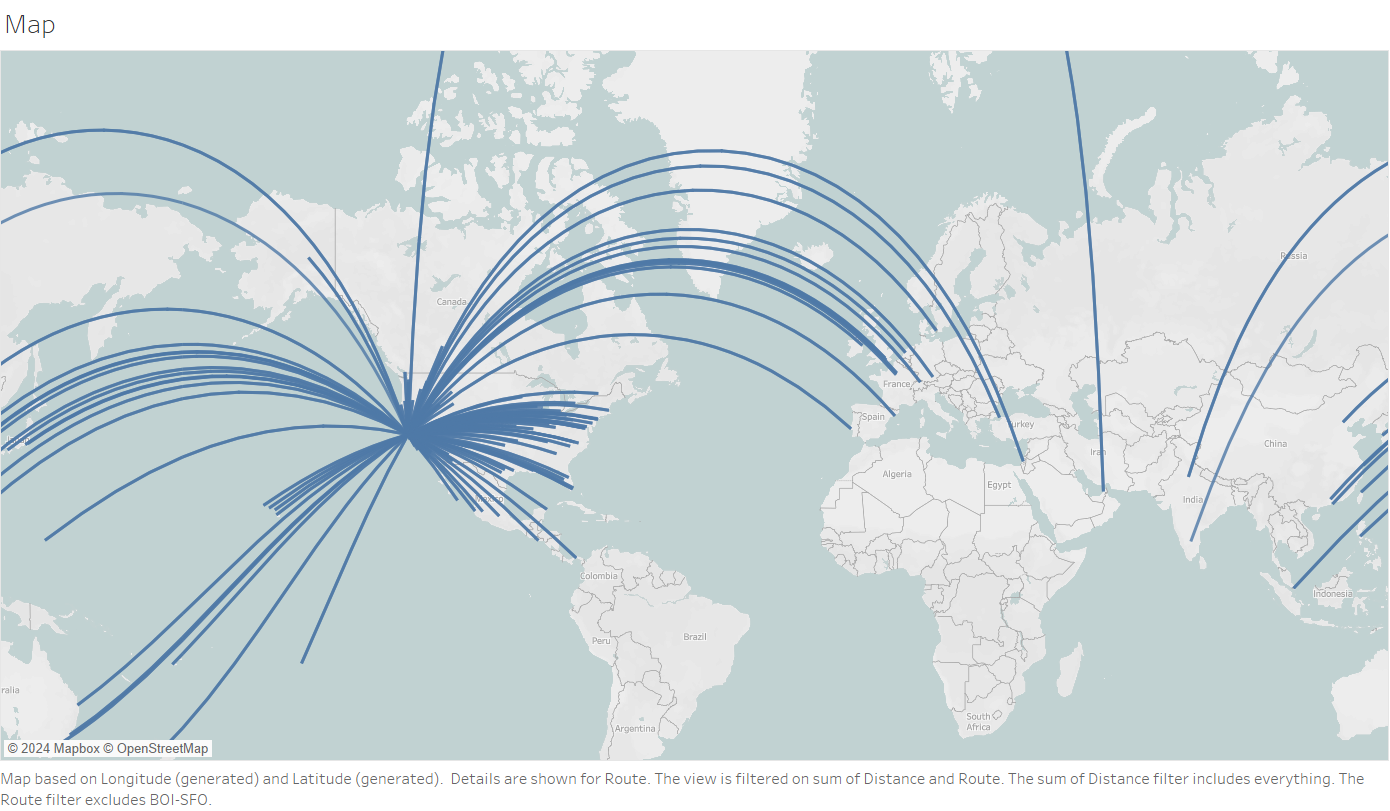 Map
Canada
Russia
France
Spain
Turkey
Iran
China
Algeria
Egypt
Mexico
India
Colombia
Indonesia
Peru
Brazil
ralia
South
Africa
Argentina
© 2024 Mapbox © OpenStreetMap
Map based on Longitude (generated) and Latitude (generated).  Details are shown for Route. The view is filtered on sum of Distance and Route. The sum of Distance filter includes everything. The
Route filter excludes BOI-SFO.